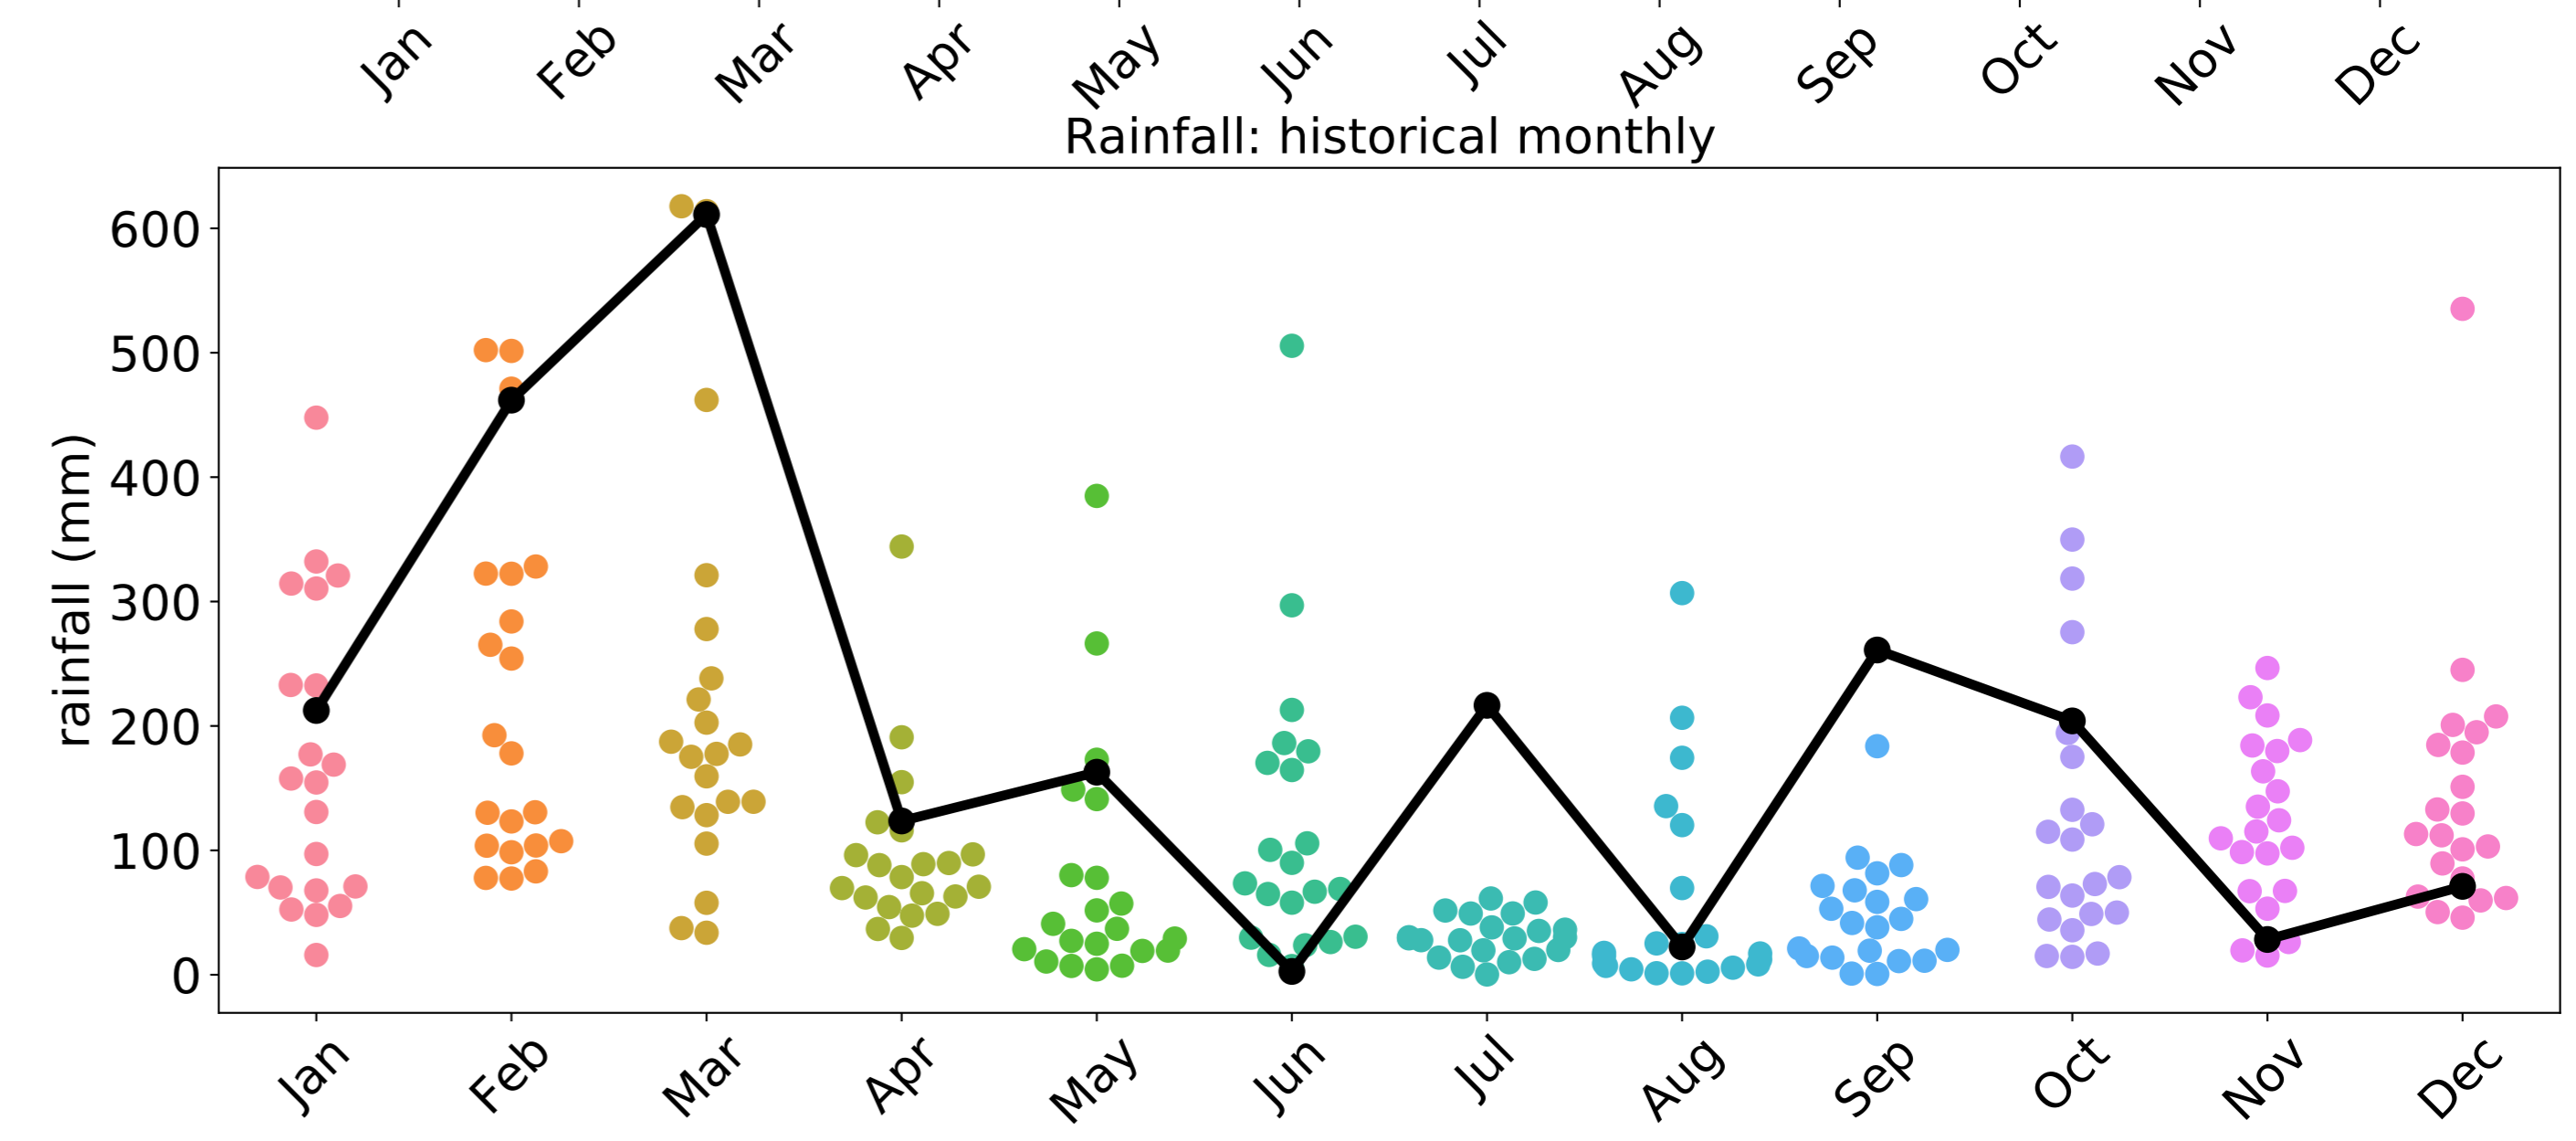 Jan Feb Mar Apr May Jun Jul Aug Sep Oct Nov Dec
Rainfall: historical monthly
rainfall (mm)
600
500
400
300
200
100
0
Jan Feb Mar Apr May Jun Jul Aug Sep Oct Nov Dec